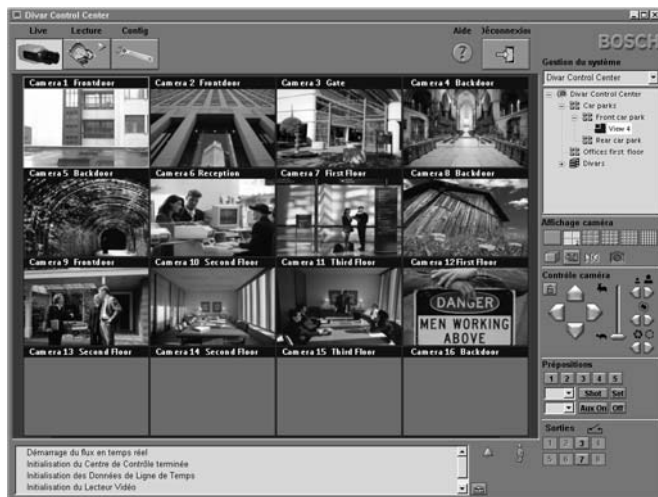 Divar Control Center
Live Lecture Config Aide Déconnexion
BOSCH
Gestion du système
Divar Control Center
Divar Control Center
Car parks
Front car park
View 4
Rear car park
Offices first floor
Divars
Camera 1 Frontdoor Camera 2 Frontdoor Camera 3 Gate Camera 4 Backdoor
Camera 5 Backdoor Camera 6 Reception Camera 7 First Floor Camera 8 Backdoor
Camera 9 Frontdoor Camera 10 Second Floor Camera 11 Third Floor Camera 12 First Floor
DANGER
MEN WORKING
ABOVE
Camera 13 Second Floor Camera 14 Second Floor Camera 15 Third Floor Camera 16 Backdoor
Affichage caméra
Contrôle caméra
Prépositions
1 2 3 4 5
Shot Set
Aux On Off
Sorties
1 2 3 4
5 6 7 8
Démarrage du flux en temps réel
Initialisation du Centre de Contrôle terminée
Initialisation des Données de Ligne de Temps
Initialisation du Lecteur Vidéo